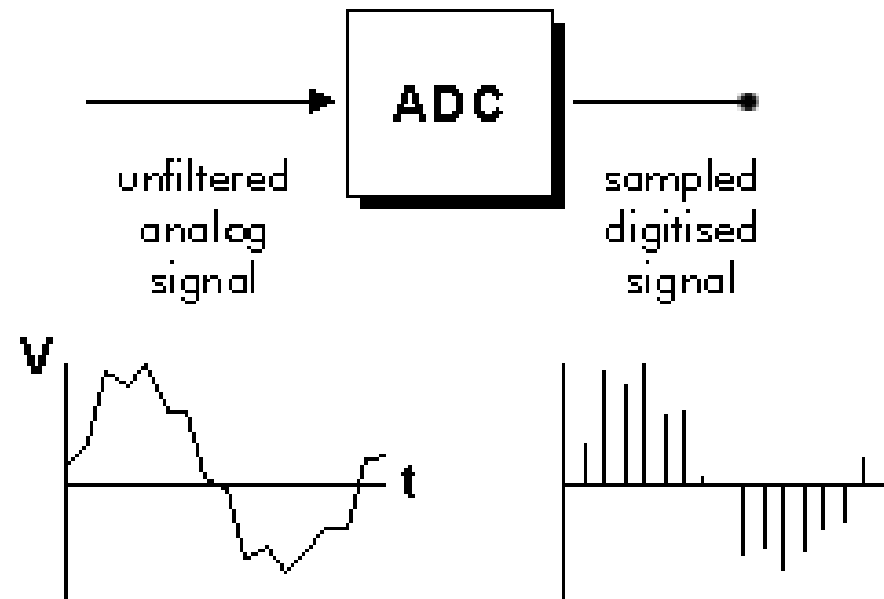 ADC
unfiltered
analog
signal
sampled
digitised
signal
V
t